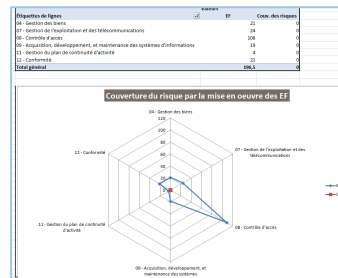 Valeurs
Étiquettes de lignes EF Couv. des risques
04 - Gestion des biens 21 0
07 - Gestion de l'exploitation et des télécommunications 24 0
08 - Contrôle d'accès 108 0
09 - Acquisition, développement, et maintenance des systèmes d'informations 19 0
11 - Gestion du plan de continuité d'activité 4 0
12 - Conformité 21 0
Total général 196,5 0
Couverture du risque par la mise en oeuvre des EF
04 - Gestion des biens
120
100
80
60
40
20
0
12 - Conformité
07 - Gestion de l'exploitation et des
télécommunications
11 - Gestion du plan de continuité
d'activité
08 - Contrôle d'accès
09 - Acquisition, développement, et
maintenance des systèmes